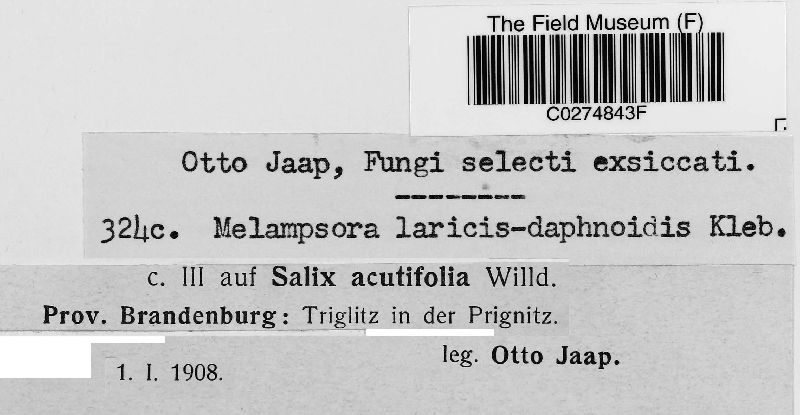 The Field Museum (F)
C0274843F
Otto Jaap, Fungi selecti exsiccati.
324c. Melampsora laricis-daphnoidis Kleb.
c. III auf Salix acutifolia Willd.
Prov. Brandenburg: Triglitz in der Prignitz.
leg. Otto Jaap.
1. I. 1908.